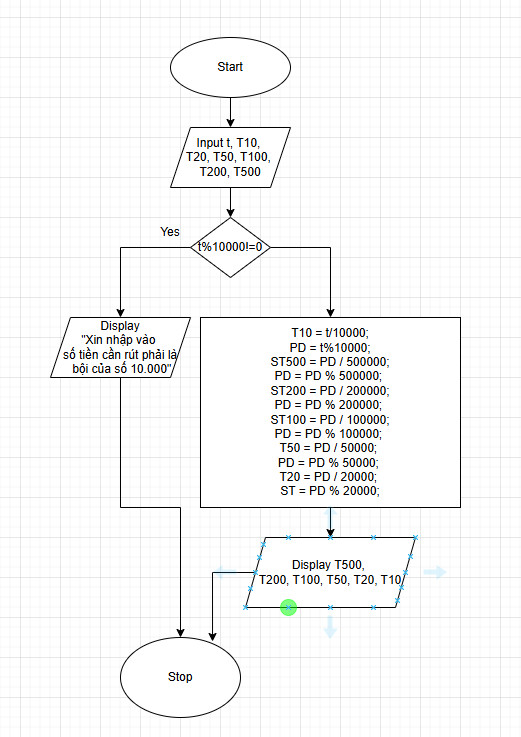 Start
Input t, T10,
T20, T50, T100,
T200, T500
Yes
t%10000!=0
Display
"Xin nhập vào
số tiền cần rút phải là
bội của số 10.000"
T10 = t/10000;
PD = t%10000;
ST500 = PD / 500000;
PD = PD % 500000;
ST200 = PD / 200000;
PD = PD % 200000;
ST100 = PD / 100000;
PD = PD % 100000;
T50 = PD / 50000;
PD = PD % 50000;
T20 = PD / 20000;
ST = PD % 20000;
Display T500,
T200, T100, T50, T20, T10
Stop